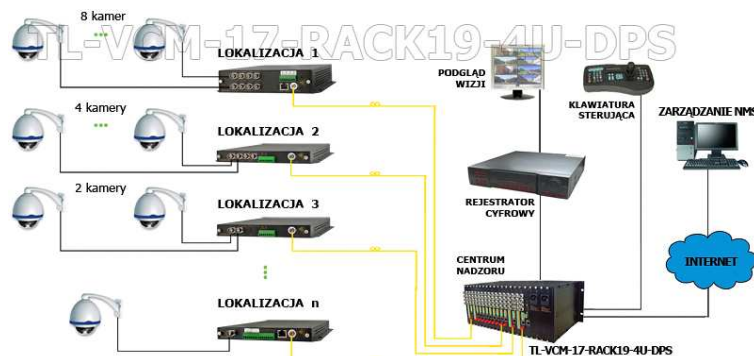 TL-VCM-17-RACK19-4U-DPS
8 kamer
LOKALIZACJA 1
PODGLĄD
WIZJI
KLAWIATURA
STERUJĄCA
ZARZĄDZANIE NMS
4 kamery
LOKALIZACJA 2
2 kamery
LOKALIZACJA 3
REJESTRATOR
CYFROWY
INTERNET
CENTRUM
NADZORU
LOKALIZACJA n
TL-VCM-17-RACK19-4U-DPS